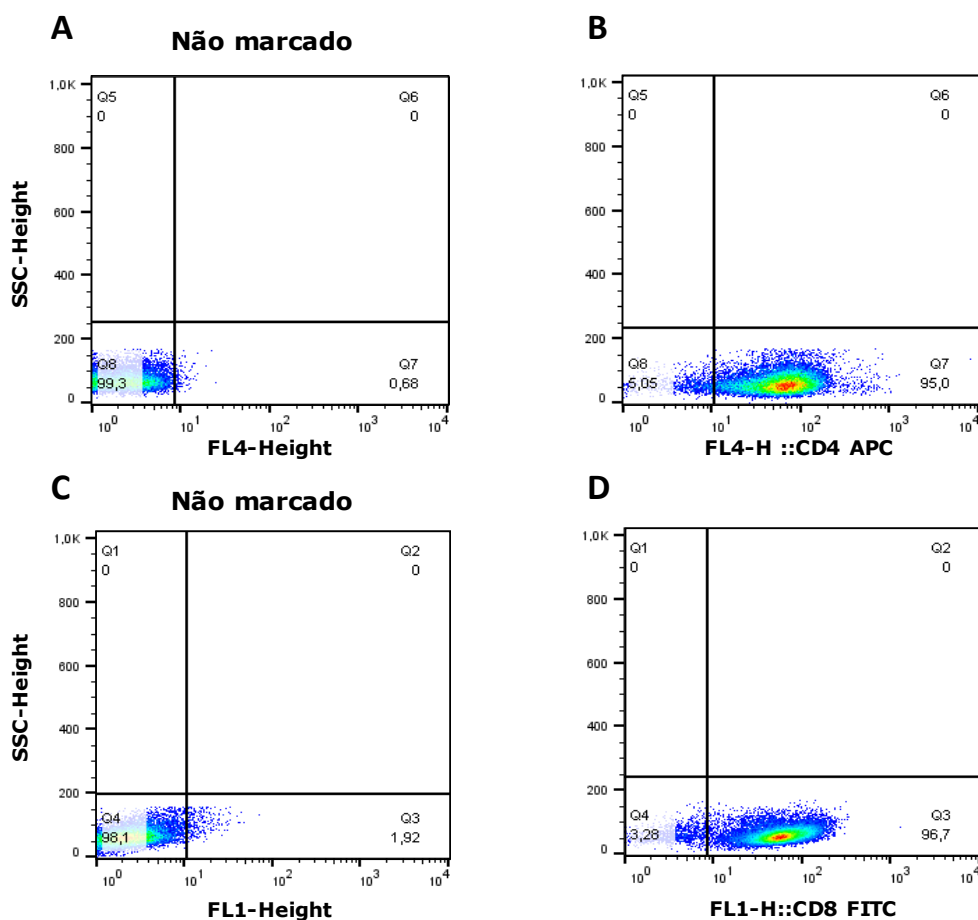 A
Não marcado
1,0K
800
600
400
200
0
SSC-Height
Q5
0
Q6
0
Q8
99,3
Q7
0,68
10^0
10^1
10^2
10^3
10^4
FL4-Height
B
1,0K
800
600
400
200
0
Q5
0
Q6
0
Q8
5,05
Q7
95,0
10^0
10^1
10^2
10^3
10^4
FL4-H ::CD4 APC
C
Não marcado
1,0K
800
600
400
200
0
SSC-Height
Q1
0
Q2
0
Q4
98,1
Q3
1,92
10^0
10^1
10^2
10^3
10^4
FL1-Height
D
1,0K
800
600
400
200
0
Q1
0
Q2
0
Q4
3,28
Q3
96,7
10^0
10^1
10^2
10^3
10^4
FL1-H::CD8 FITC